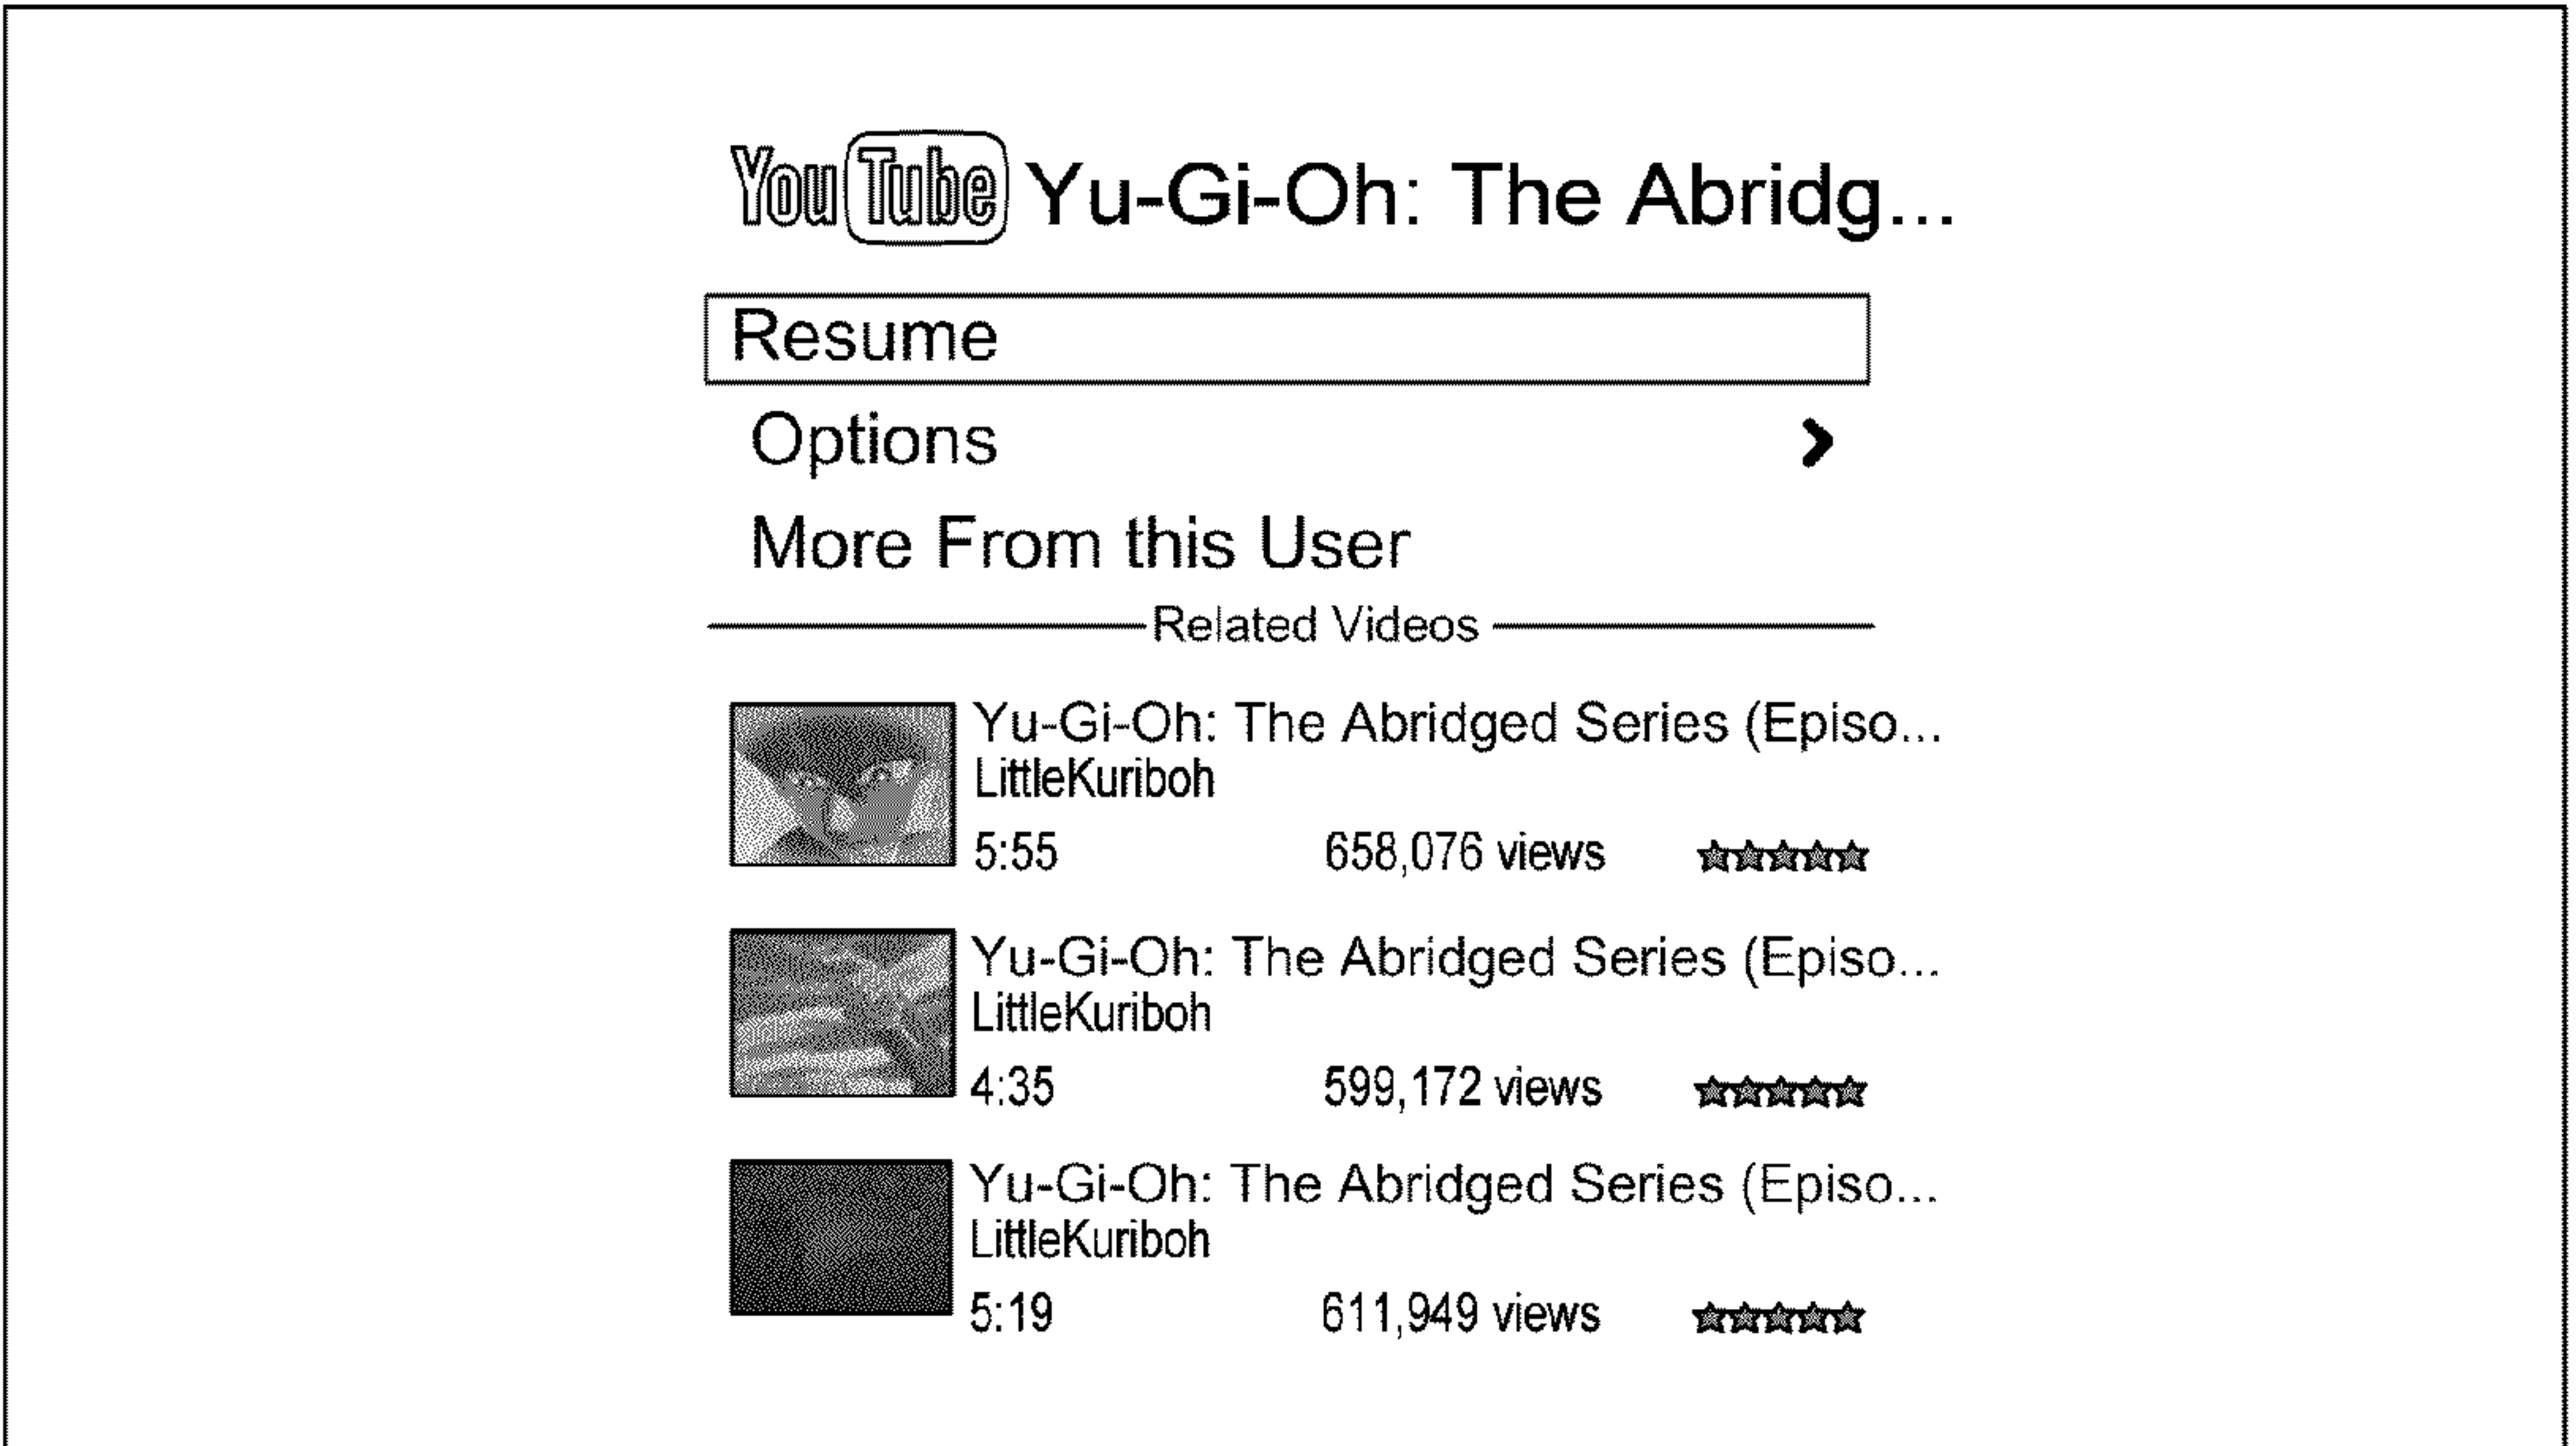 YouTube Yu-Gi-Oh: The Abridg...
Resume
Options
More From this User
Related Videos
Yu-Gi-Oh: The Abridged Series (Episo...
LittleKuriboh
5:55 658,076 views
Yu-Gi-Oh: The Abridged Series (Episo...
LittleKuriboh
4:35 599,172 views
Yu-Gi-Oh: The Abridged Series (Episo...
LittleKuriboh
5:19 611,949 views